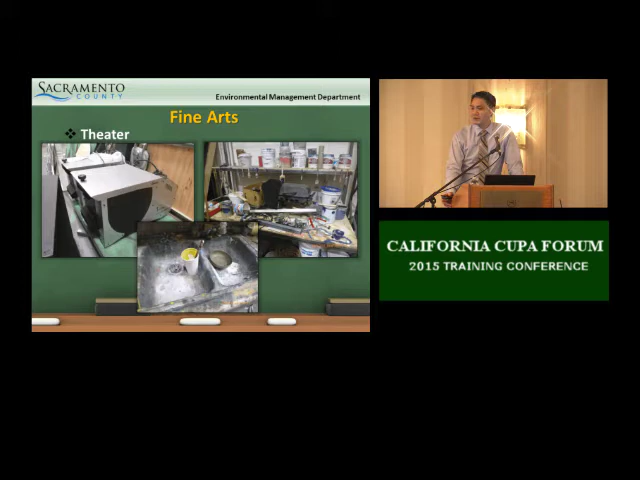 SACRAMENTO
COUNTY
Environmental Management Department
Fine Arts
Theater
CALIFORNIA CUPA FORUM
2015 TRAINING CONFERENCE